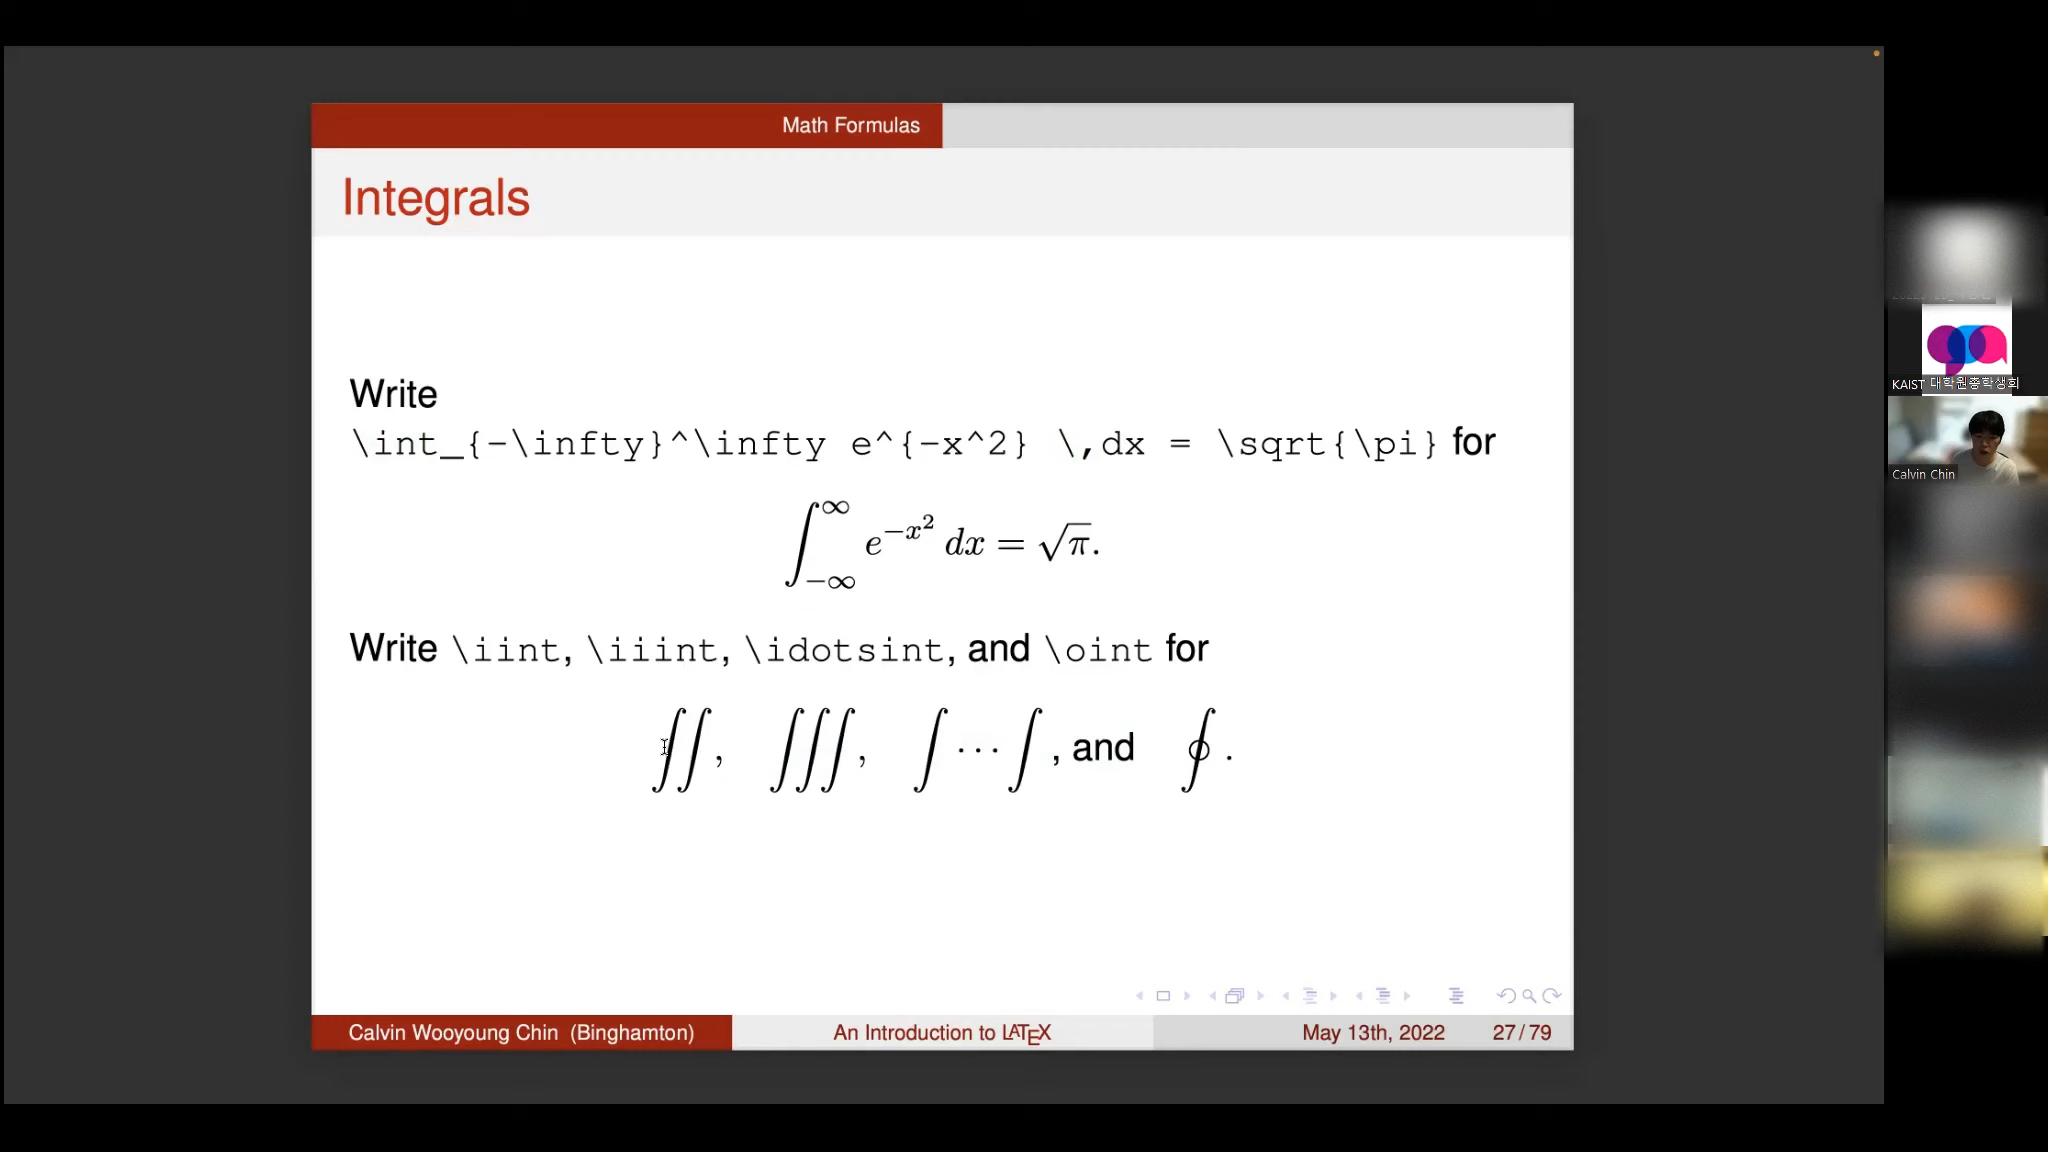 Math Formulas
Integrals
Write
\int_{-\infty}^\infty e^{-x^2} \,dx = \sqrt{\pi} for
∫_{−∞}^{∞} e^{−x²} dx = √π.
Write \iint, \iiint, \idotsint, and \oint for
∬, ∭, ∫⋯∫, and ∮.
Calvin Wooyoung Chin (Binghamton) An Introduction to LATEX May 13th, 2022 27/79
KAIST 대학원총학생회
Calvin Chin